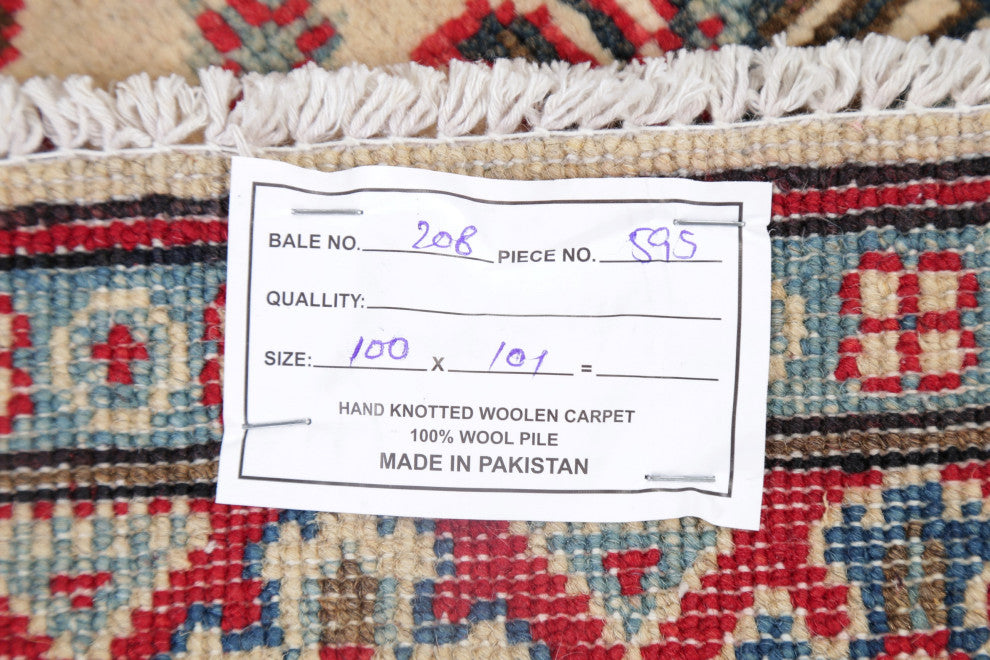 BALE NO. 208 PIECE NO. 595
QUALLITY:
SIZE: 100 X 101 =
HAND KNOTTED WOOLEN CARPET
100% WOOL PILE
MADE IN PAKISTAN